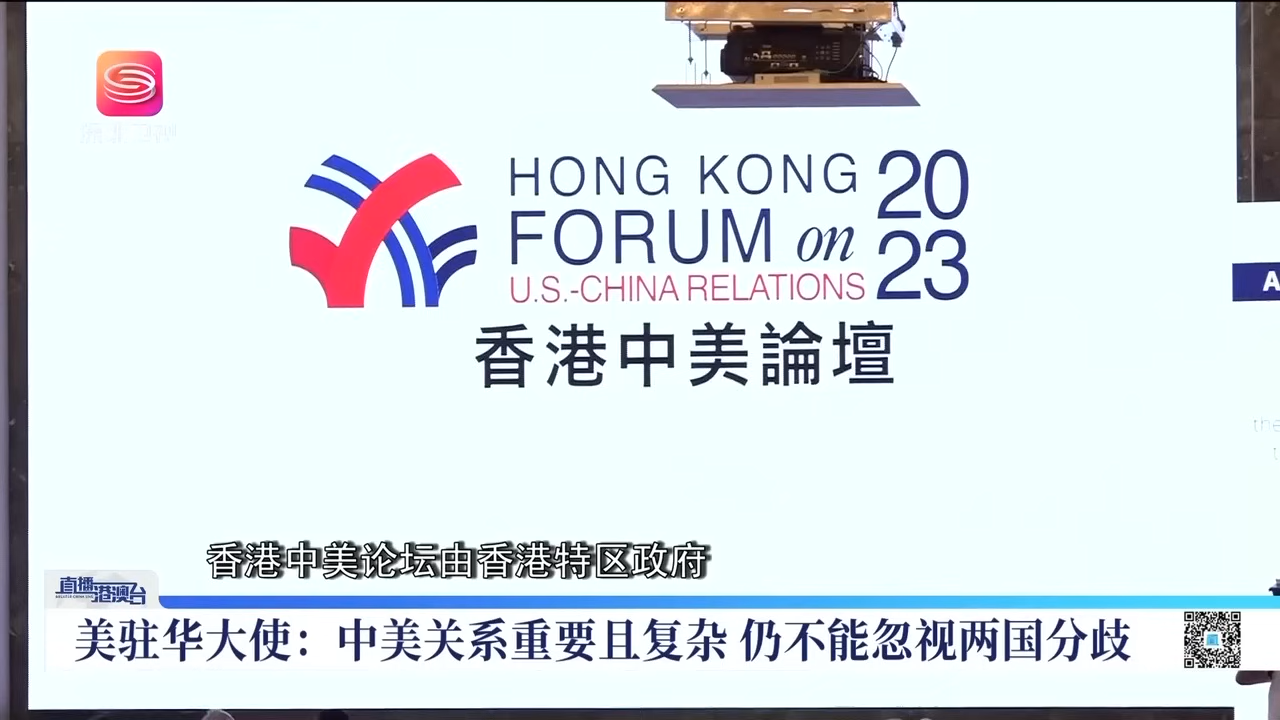 HONG KONG
FORUM on
U.S.-CHINA RELATIONS
2023
香港中美論壇
香港中美论坛由香港特区政府
直播港澳台
美驻华大使：中美关系重要且复杂 仍不能忽视两国分歧
A
the